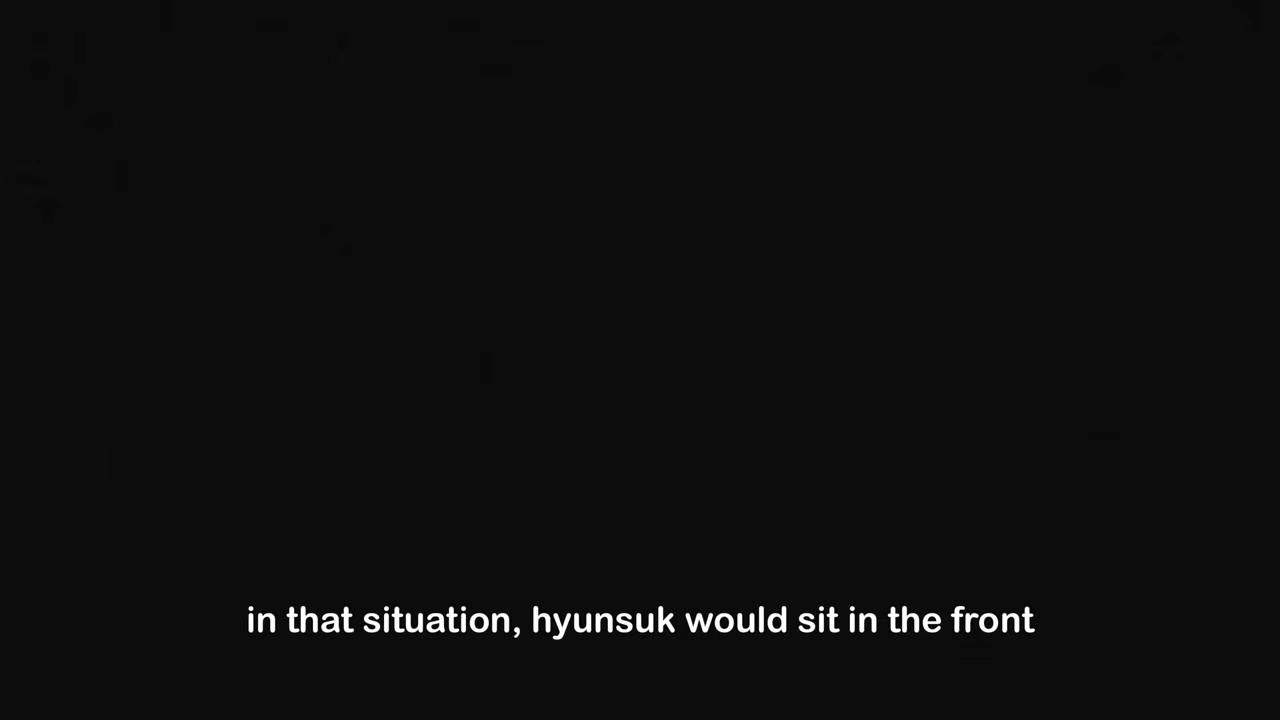 in that situation, hyunsuk would sit in the front